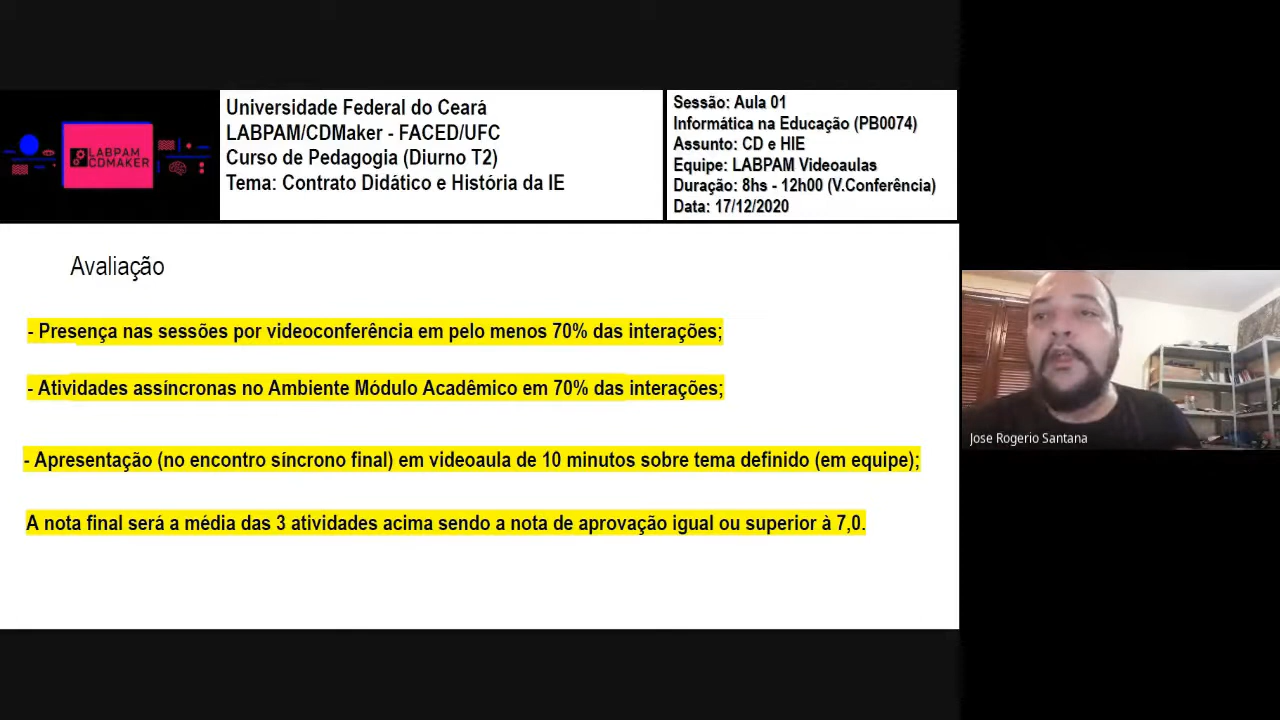 LABPAM
CDMAKER
Universidade Federal do Ceará
LABPAM/CDMaker - FACED/UFC
Curso de Pedagogia (Diurno T2)
Tema: Contrato Didático e História da IE
Sessão: Aula 01
Informática na Educação (PB0074)
Assunto: CD e HIE
Equipe: LABPAM Videoaulas
Duração: 8hs - 12h00 (V.Conferência)
Data: 17/12/2020
Avaliação
- Presença nas sessões por videoconferência em pelo menos 70% das interações;
- Atividades assíncronas no Ambiente Módulo Acadêmico em 70% das interações;
- Apresentação (no encontro síncrono final) em videoaula de 10 minutos sobre tema definido (em equipe);
A nota final será a média das 3 atividades acima sendo a nota de aprovação igual ou superior à 7,0.
Jose Rogerio Santana